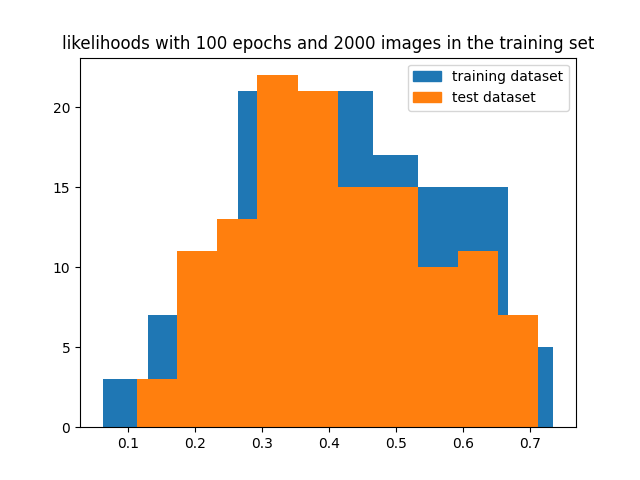 likelihoods with 100 epochs and 2000 images in the training set
training dataset
test dataset
20
15
10
5
0
0.1 0.2 0.3 0.4 0.5 0.6 0.7